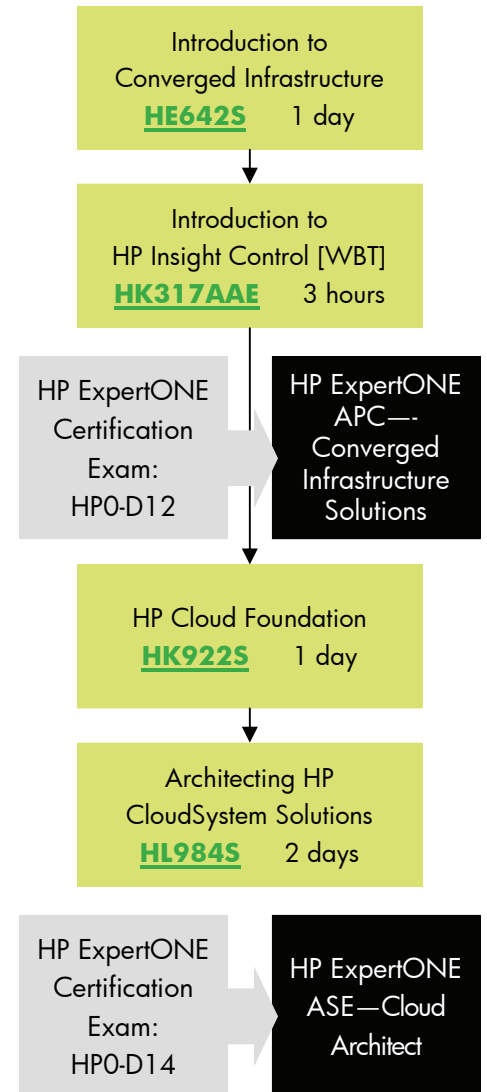 Introduction to
Converged Infrastructure
HE642S 1 day
Introduction to
HP Insight Control [WBT]
HK317AAE 3 hours
HP ExpertONE
Certification
Exam:
HP0-D12
HP ExpertONE
APC—-
Converged
Infrastructure
Solutions
HP Cloud Foundation
HK922S 1 day
Architecting HP
CloudSystem Solutions
HL984S 2 days
HP ExpertONE
Certification
Exam:
HP0-D14
HP ExpertONE
ASE—Cloud
Architect